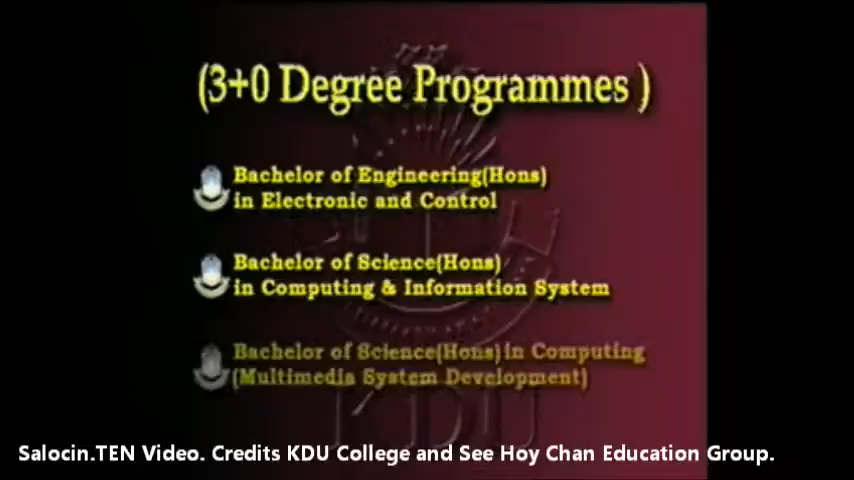 (3+0 Degree Programmes )
Bachelor of Engineering(Hons)
in Electronic and Control
Bachelor of Science(Hons)
in Computing & Information System
Bachelor of Science(Hons)in Computing
(Multimedia System Development)
KDU
Salocin.TEN Video. Credits KDU College and See Hoy Chan Education Group.